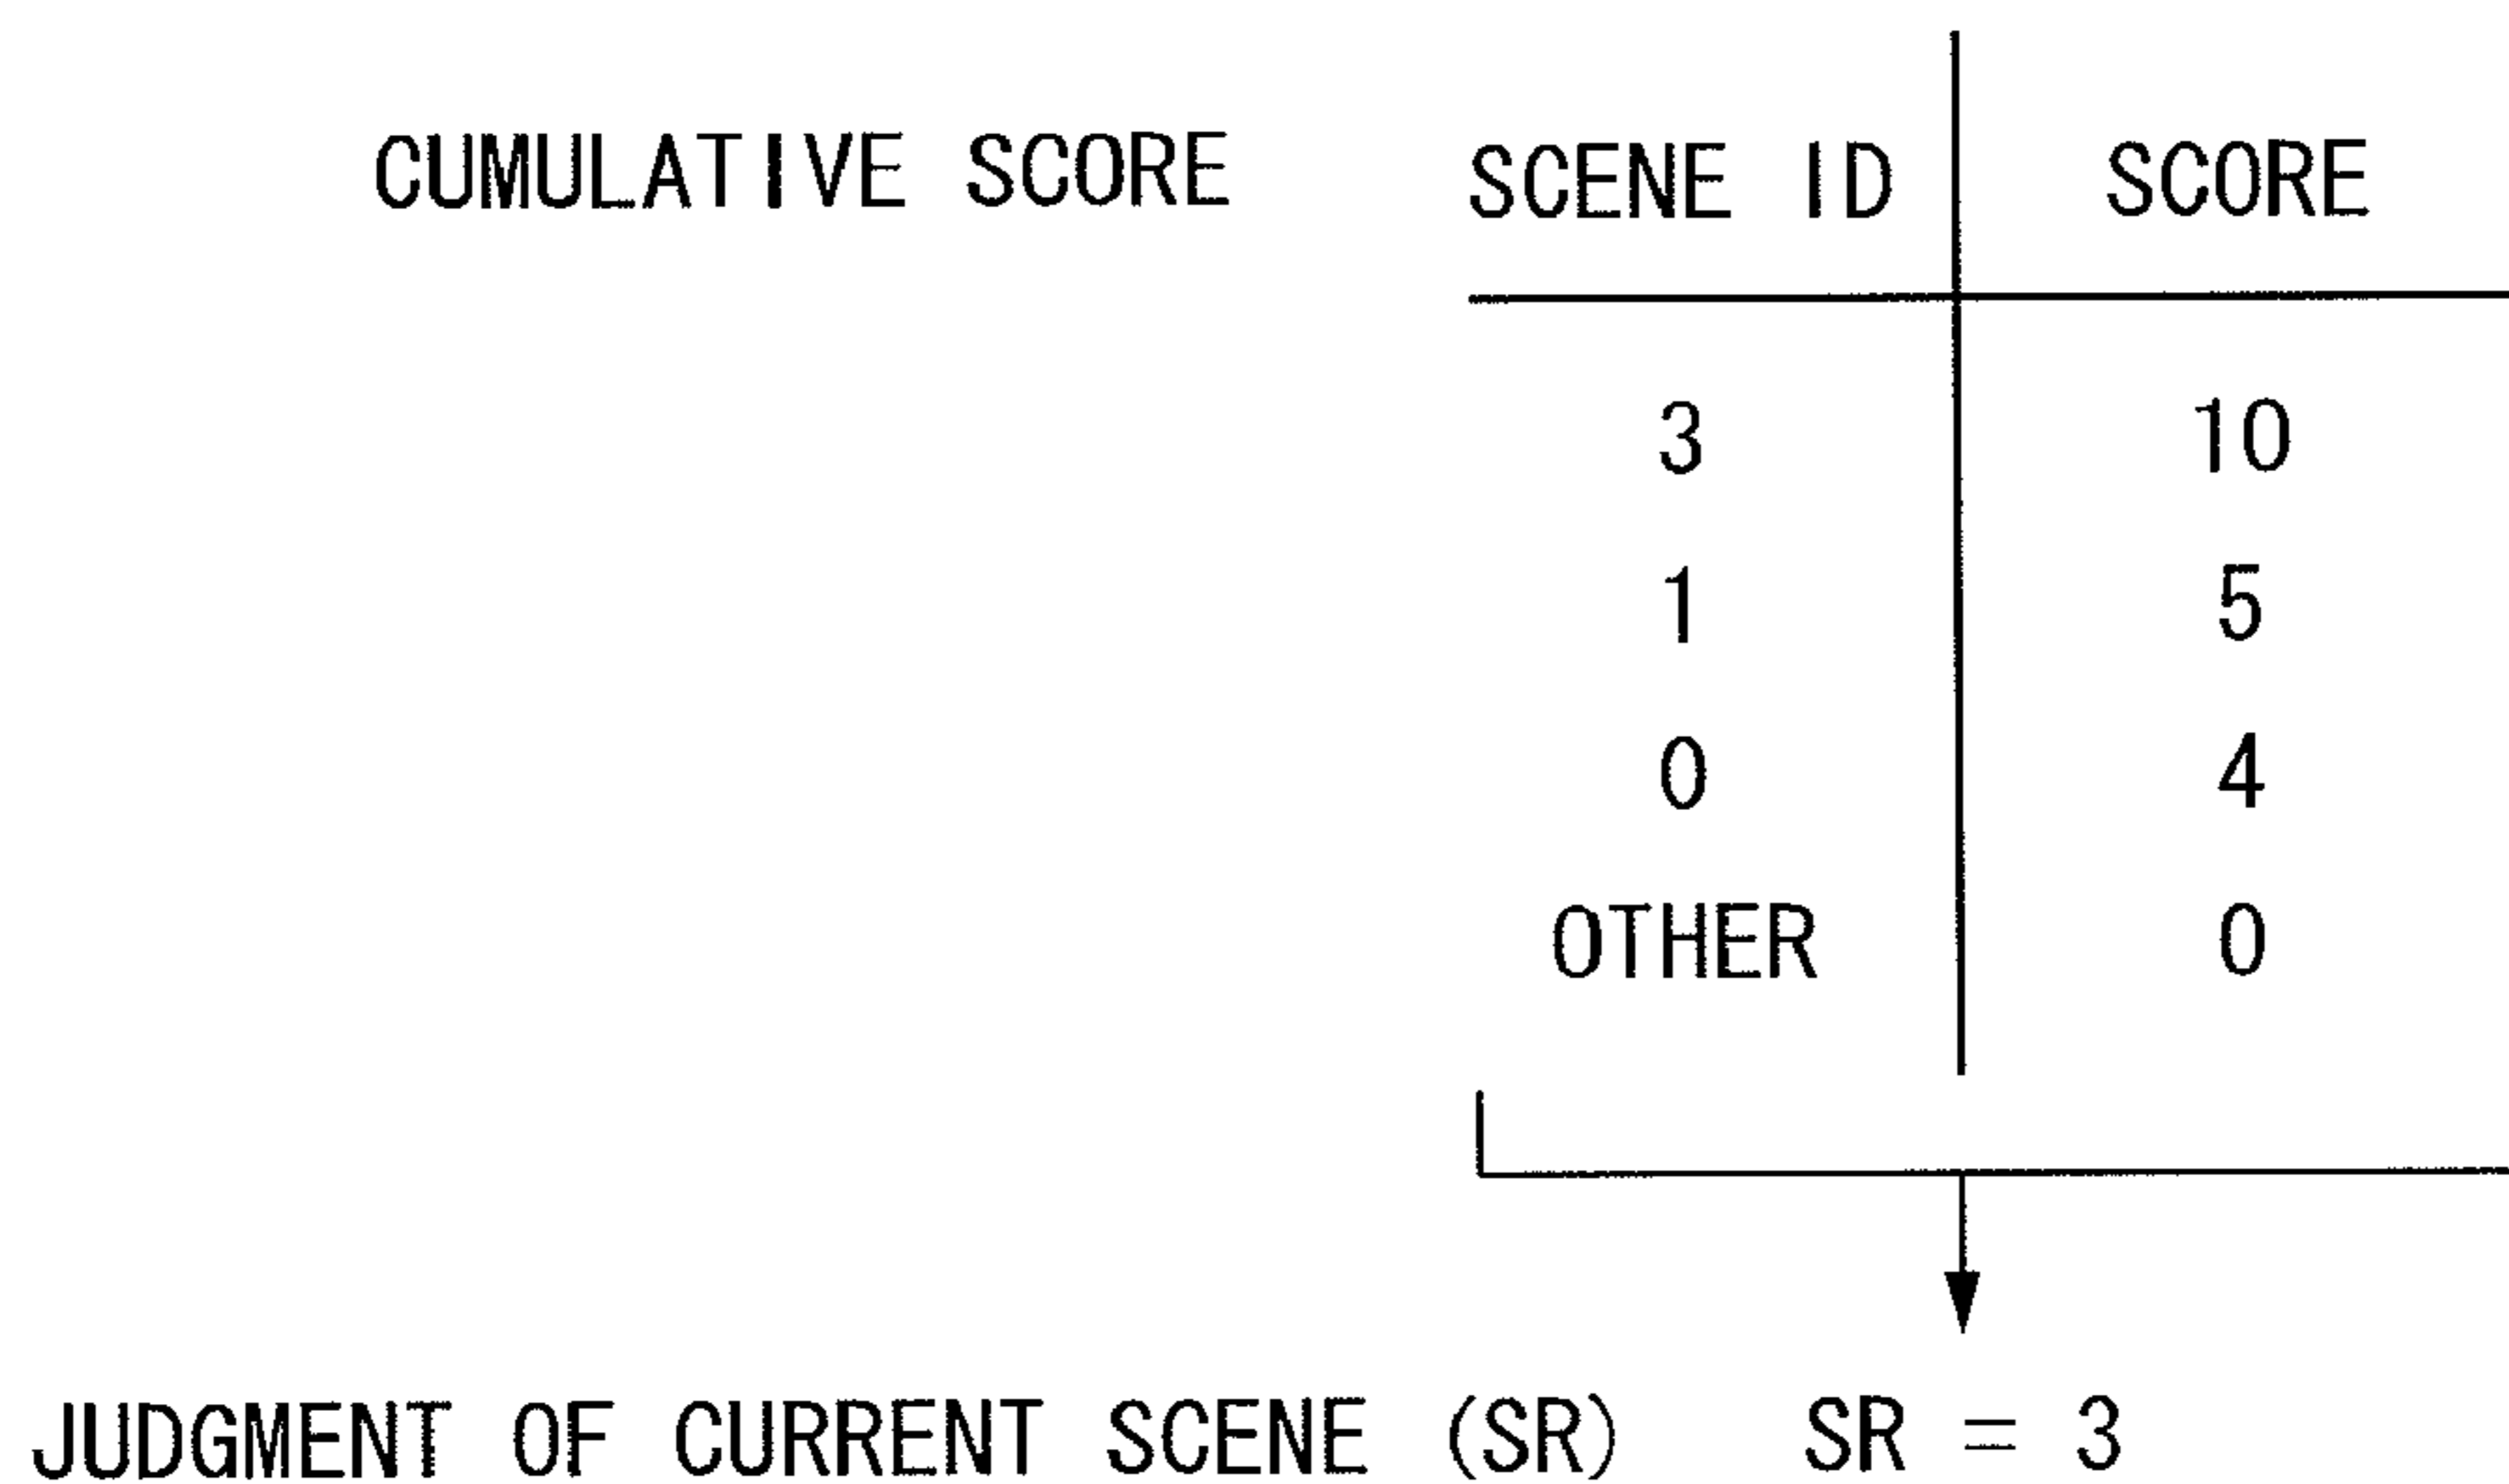 CUMULATIVE SCORE SCENE ID SCORE
3 10
1 5
0 4
OTHER 0
JUDGMENT OF CURRENT SCENE (SR) SR = 3